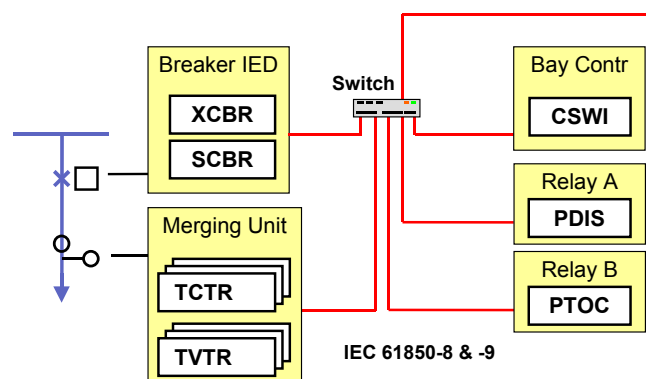 Breaker IED
XCBR
SCBR
Switch
Bay Contr
CSWI
Relay A
PDIS
Merging Unit
TCTR
TVTR
Relay B
PTOC
IEC 61850-8 & -9